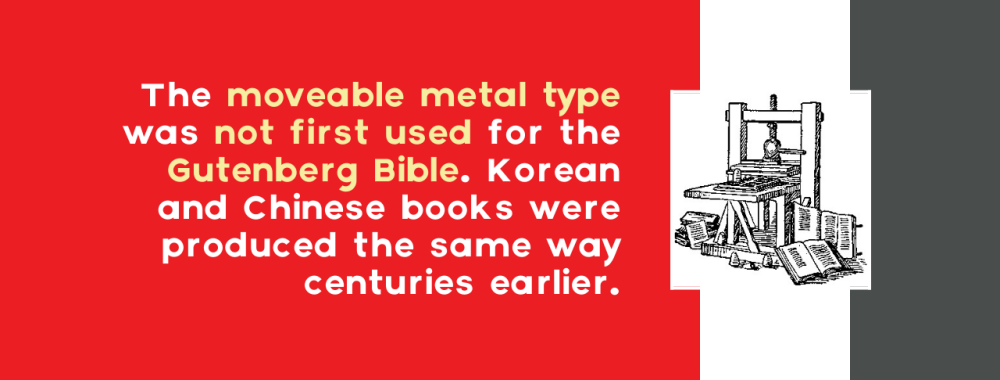 The moveable metal type
was not first used for the
Gutenberg Bible. Korean
and Chinese books were
produced the same way
centuries earlier.